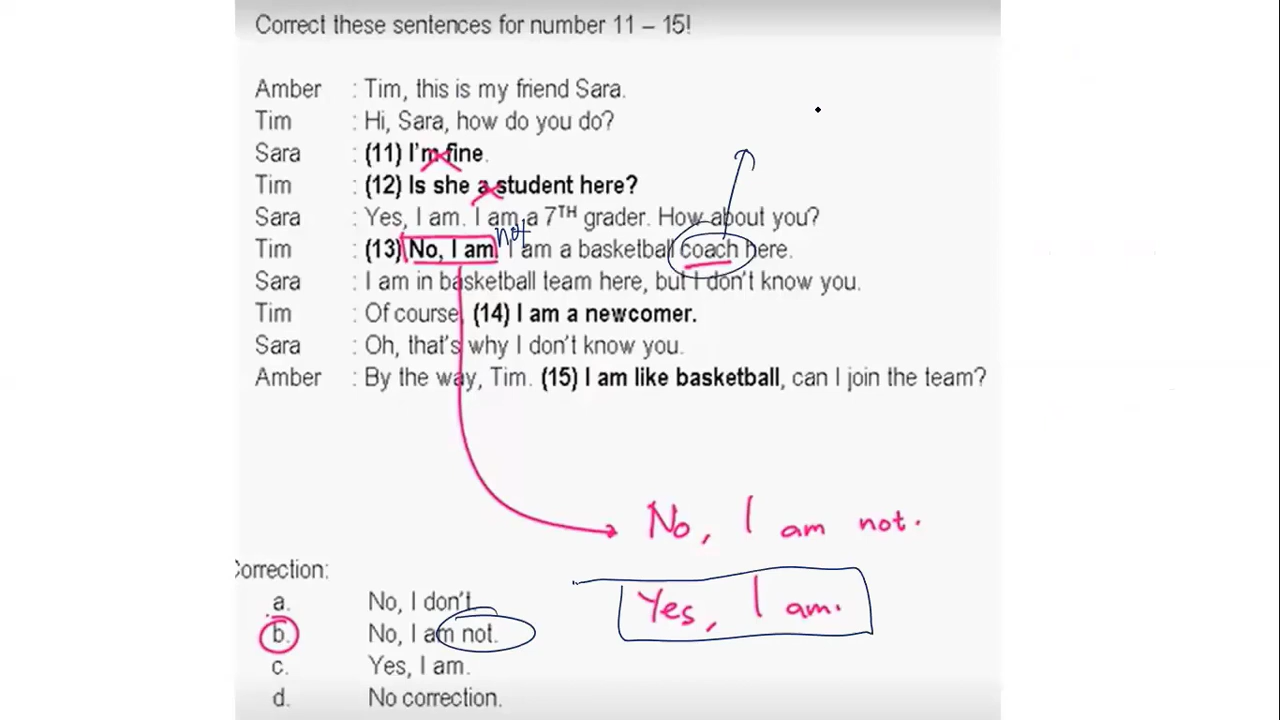 Correct these sentences for number 11 – 15!
Amber : Tim, this is my friend Sara.
Tim : Hi, Sara, how do you do?
Sara : (11) I'm fine.
Tim : (12) Is she a student here?
Sara : Yes, I am. I am a 7TH grader. How about you?
not
Tim : (13) No, I am. I am a basketball coach here.
Sara : I am in basketball team here, but I don't know you.
Tim : Of course, (14) I am a newcomer.
Sara : Oh, that's why I don't know you.
Amber : By the way, Tim. (15) I am like basketball, can I join the team?
No, I am not.
Yes, I am.
Correction:
a. No, I don't.
b. No, I am not.
c. Yes, I am.
d. No correction.